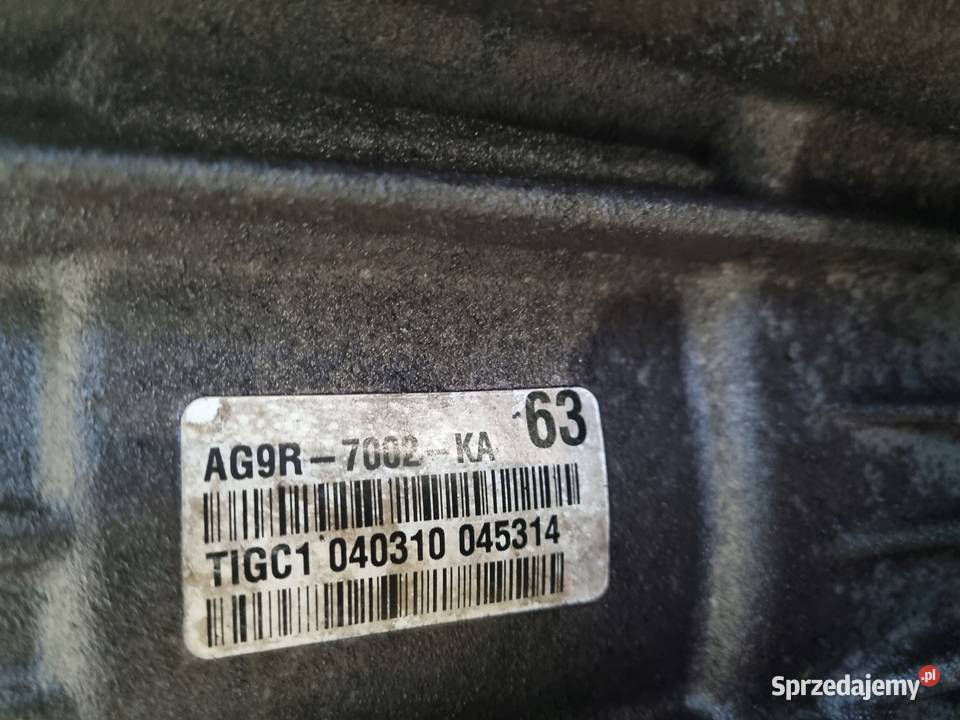 63
AG9R-7002-KA
TIGC1 040310 045314
Sprzedajemy.pl